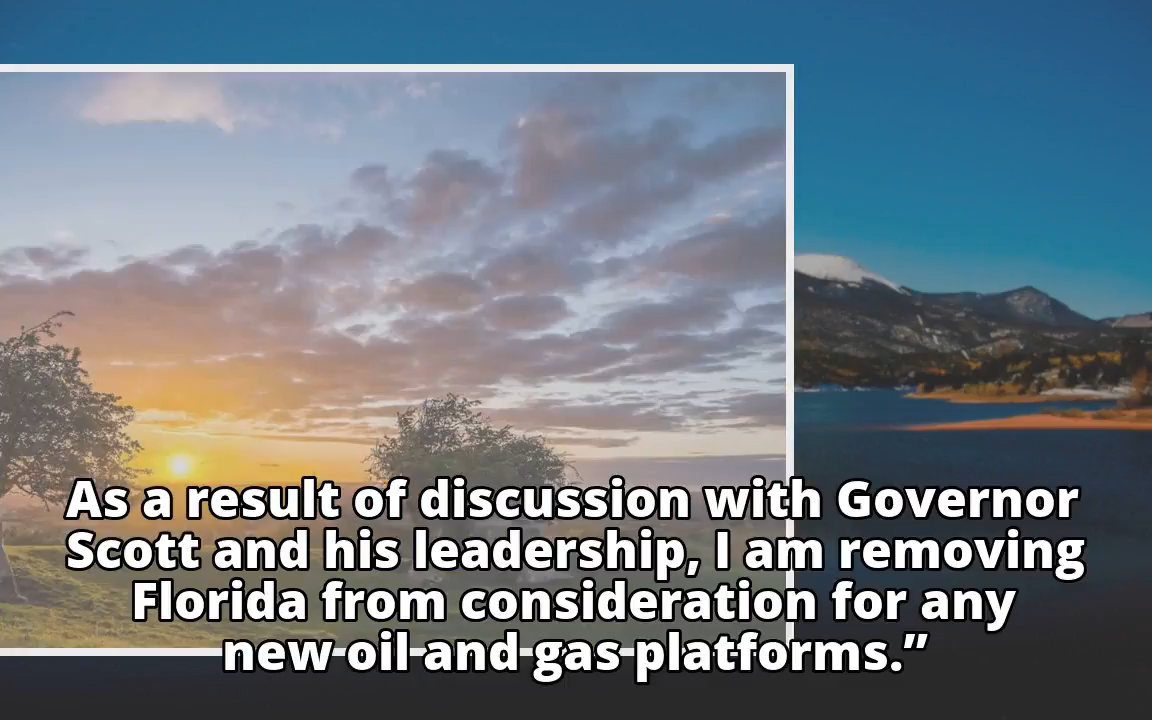 As a result of discussion with Governor
Scott and his leadership, I am removing
Florida from consideration for any
new oil and gas platforms.”